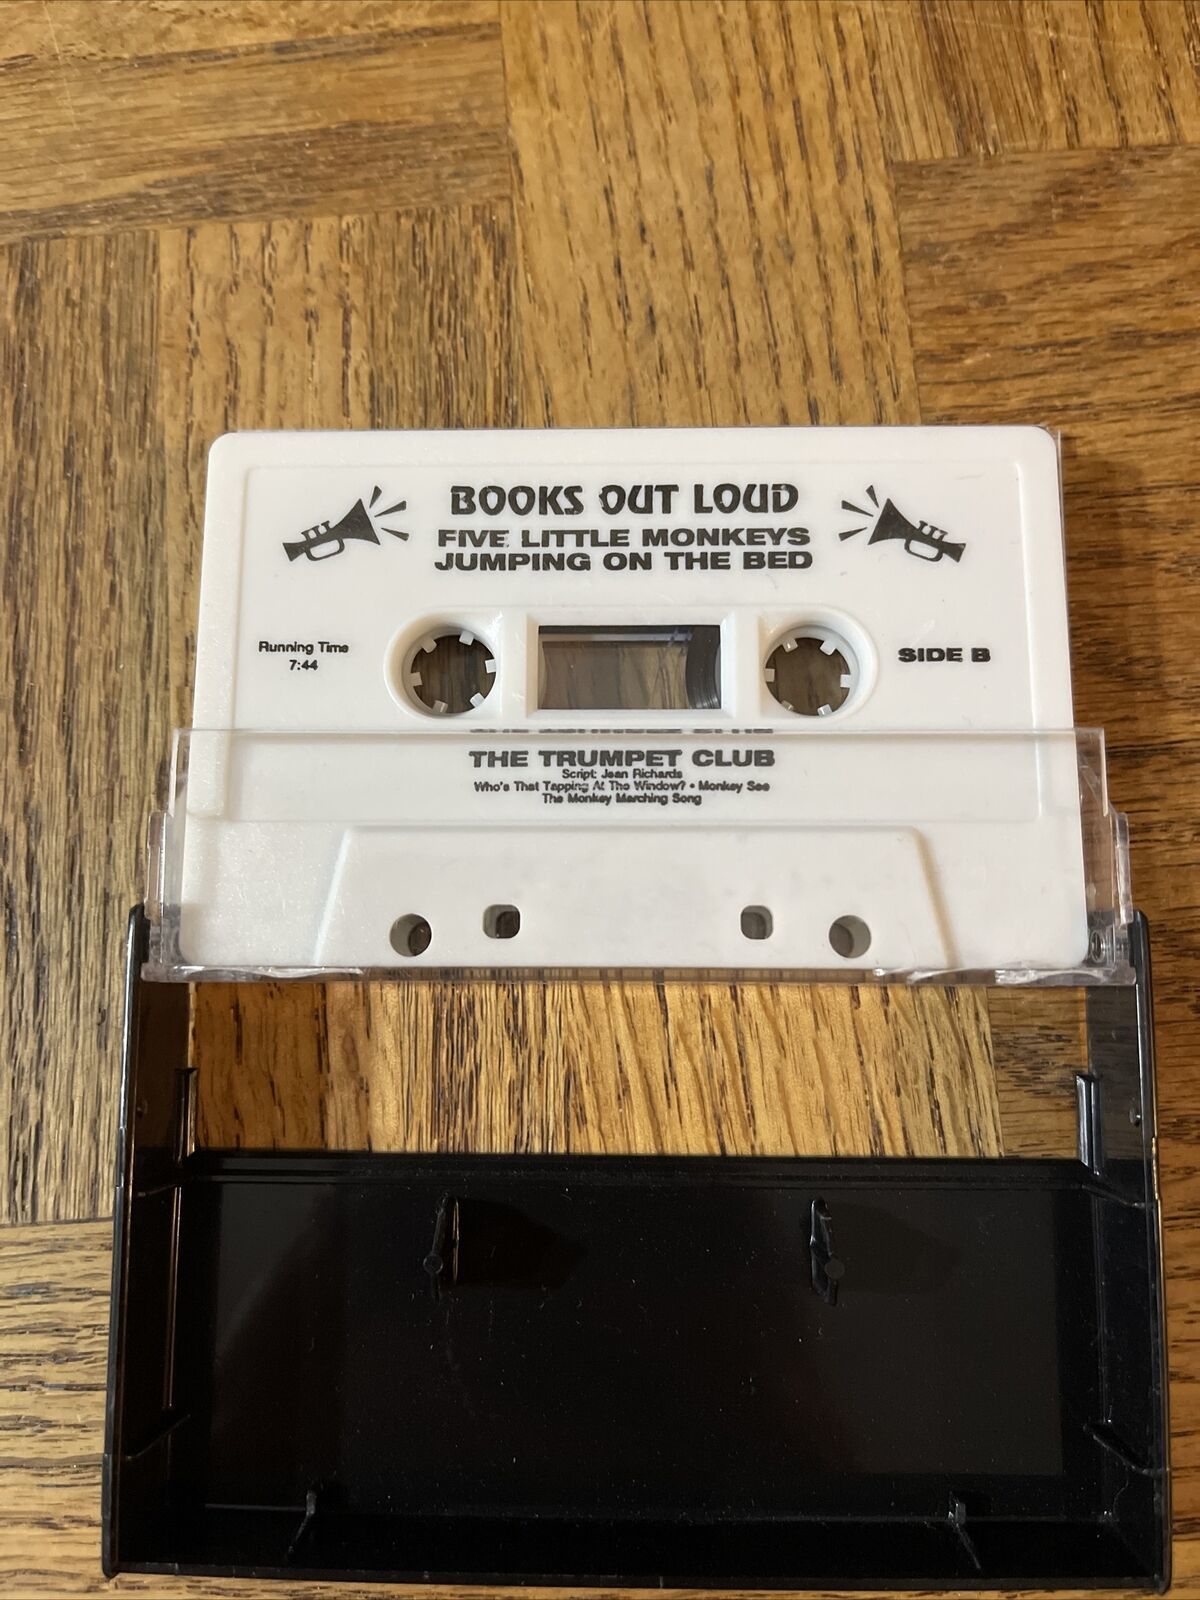 BOOKS OUT LOUD
FIVE LITTLE MONKEYS
JUMPING ON THE BED
Running Time
7:44
SIDE B
THE TRUMPET CLUB
Script: Jean Richards
Who's That Tapping At The Window? • Monkey See
The Monkey Marching Song